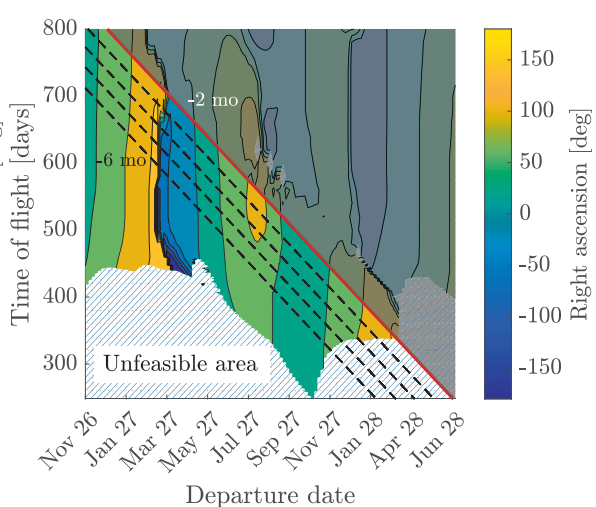 800
700
600
500
400
300
Time of flight [days]
-2 mo
-6 mo
Unfeasible area
Nov 26
Jan 27
Mar 27
May 27
Jul 27
Sep 27
Nov 27
Jan 28
Apr 28
Jun 28
Departure date
150
100
50
0
-50
-100
-150
Right ascension [deg]